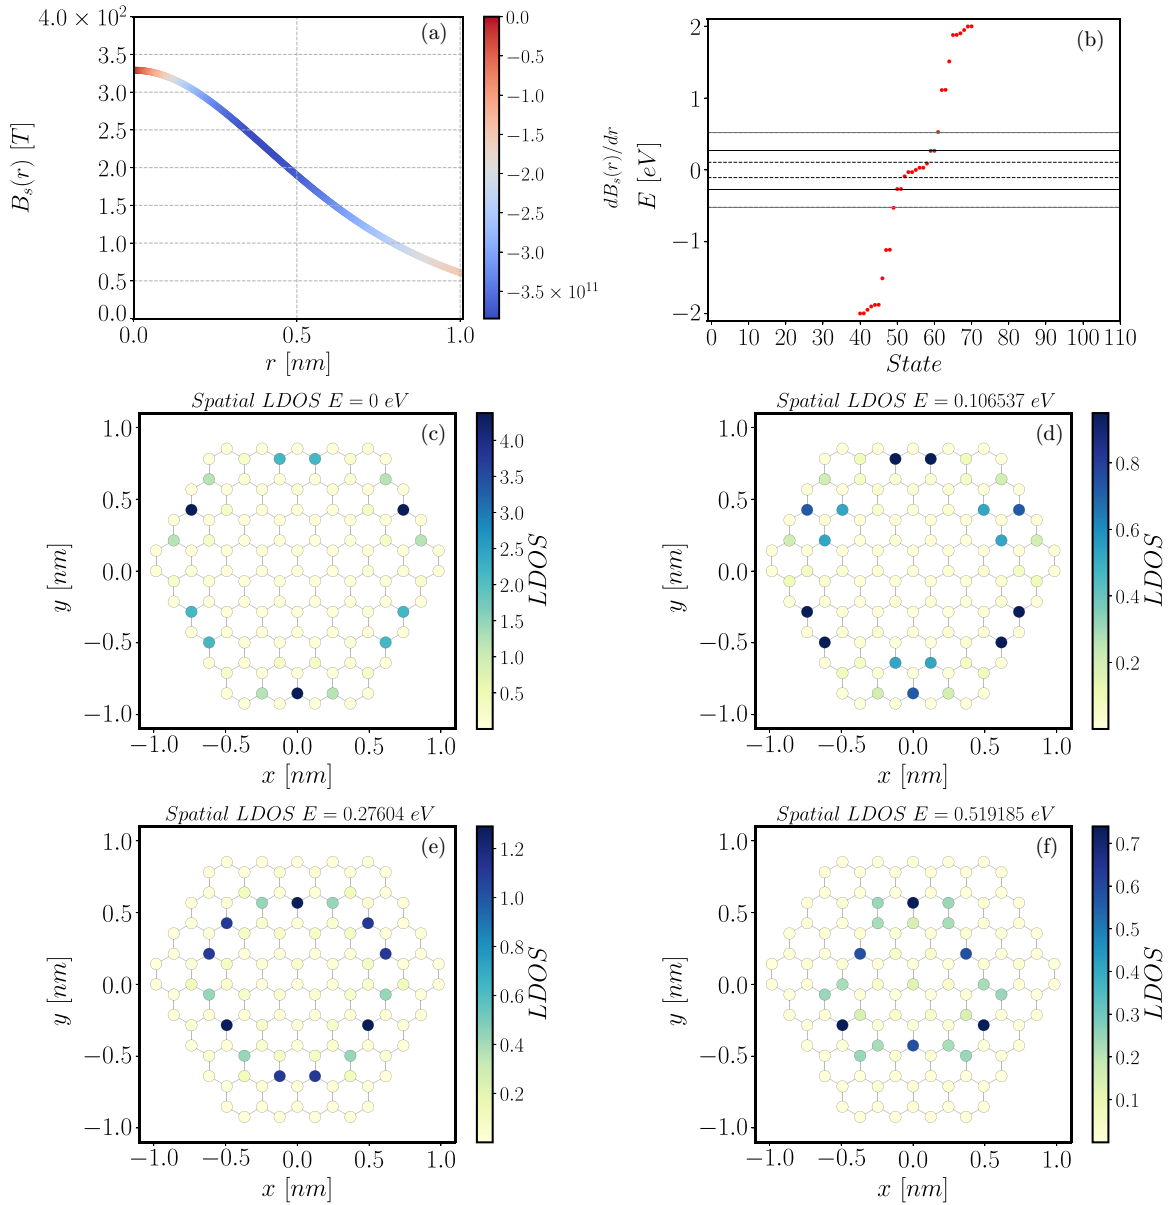 (a)
4.0 × 10²
3.5
3.0
2.5
2.0
1.5
1.0
0.5
0.0
B_s(r) [T]
0.0 0.5 1.0
r [nm]
0.0
−0.5
−1.0
−1.5
−2.0
−2.5
−3.0
−3.5 × 10¹¹
dB_s(r)/dr
(b)
2
1
0
−1
−2
E [eV]
0 10 20 30 40 50 60 70 80 90 100 110
State
Spatial LDOS E = 0 eV
(c)
1.0
0.5
0.0
−0.5
−1.0
y [nm]
−1.0 −0.5 0.0 0.5 1.0
x [nm]
4.0
3.5
3.0
2.5
2.0
1.5
1.0
0.5
LDOS
Spatial LDOS E = 0.106537 eV
(d)
1.0
0.5
0.0
−0.5
−1.0
y [nm]
−1.0 −0.5 0.0 0.5 1.0
x [nm]
0.8
0.6
0.4
0.2
LDOS
Spatial LDOS E = 0.27604 eV
(e)
1.0
0.5
0.0
−0.5
−1.0
y [nm]
−1.0 −0.5 0.0 0.5 1.0
x [nm]
1.2
1.0
0.8
0.6
0.4
0.2
LDOS
Spatial LDOS E = 0.519185 eV
(f)
1.0
0.5
0.0
−0.5
−1.0
y [nm]
−1.0 −0.5 0.0 0.5 1.0
x [nm]
0.7
0.6
0.5
0.4
0.3
0.2
0.1
LDOS